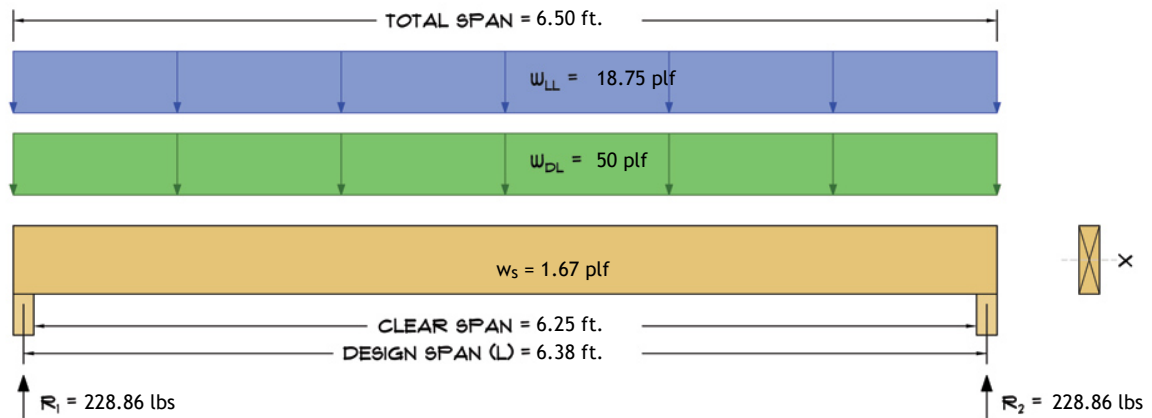 TOTAL SPAN = 6.50 ft.
wLL = 18.75 plf
wDL = 50 plf
ws = 1.67 plf
X
CLEAR SPAN = 6.25 ft.
DESIGN SPAN (L) = 6.38 ft.
R1 = 228.86 lbs
R2 = 228.86 lbs